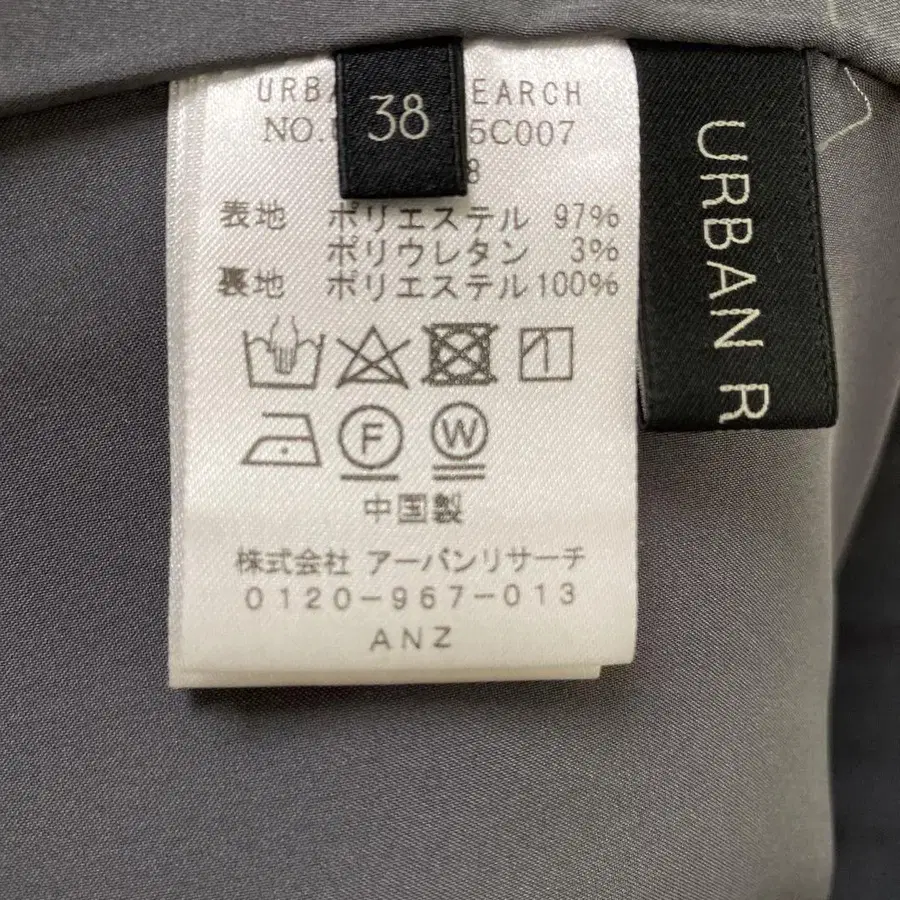 38
EARCH
NO.
5C007
8
表地 ポリエステル 97%
ポリウレタン 3%
裏地 ポリエステル 100%
F
W
中国製
株式会社 アーバンリサーチ
0120-967-013
ANZ
URBAN R